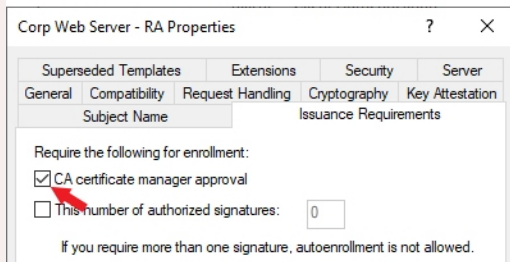 Corp Web Server - RA Properties ? ×
Superseded Templates Extensions Security Server
General Compatibility Request Handling Cryptography Key Attestation
Subject Name Issuance Requirements
Require the following for enrollment:
CA certificate manager approval
This number of authorized signatures: 0
If you require more than one signature, autoenrollment is not allowed.